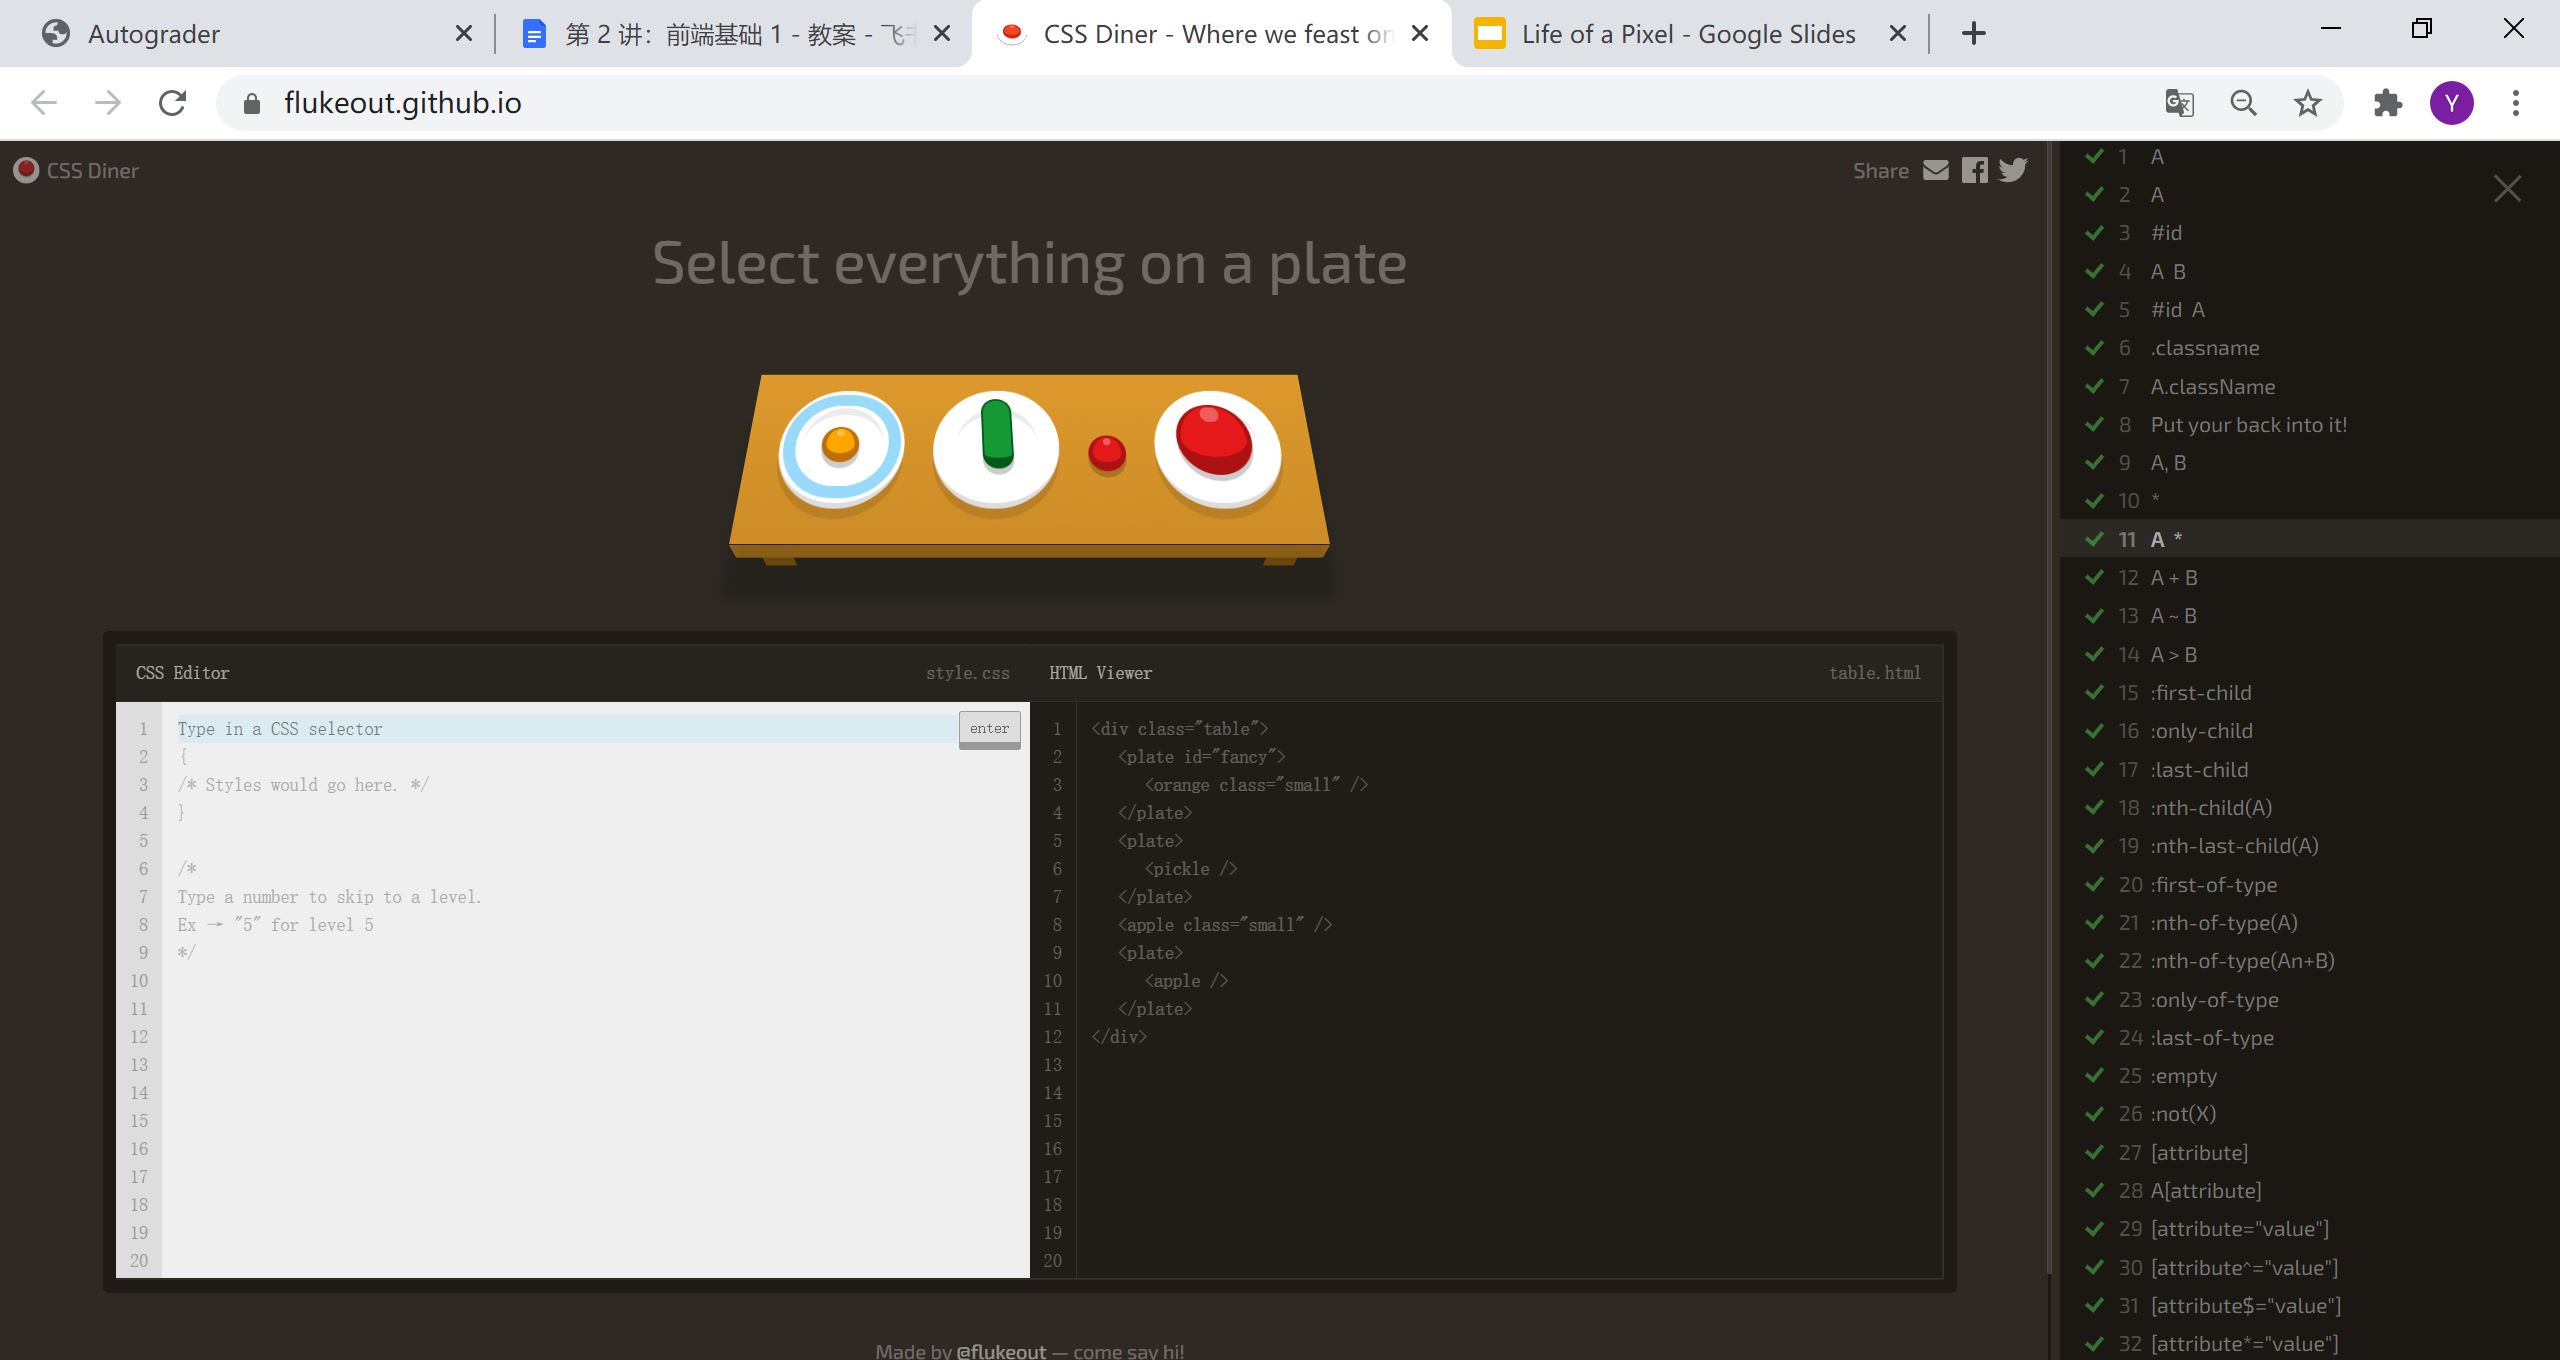 Autograder
第 2 讲：前端基础 1 - 教案 - 飞
CSS Diner - Where we feast on
Life of a Pixel - Google Slides
flukeout.github.io
Y
CSS Diner
Share
Select everything on a plate
CSS Editor
style.css
HTML Viewer
table.html
1 Type in a CSS selector
enter
2 {
3 /* Styles would go here. */
4 }
5
6 /*
7 Type a number to skip to a level.
8 Ex → "5" for level 5
9 */
10
11
12
13
14
15
16
17
18
19
20
1 <div class="table">
2 <plate id="fancy">
3 <orange class="small" />
4 </plate>
5 <plate>
6 <pickle />
7 </plate>
8 <apple class="small" />
9 <plate>
10 <apple />
11 </plate>
12 </div>
13
14
15
16
17
18
19
20
Made by @flukeout — come say hi!
1 A
2 A
3 #id
4 A B
5 #id A
6 .classname
7 A.className
8 Put your back into it!
9 A, B
10 *
11 A *
12 A + B
13 A ~ B
14 A > B
15 :first-child
16 :only-child
17 :last-child
18 :nth-child(A)
19 :nth-last-child(A)
20 :first-of-type
21 :nth-of-type(A)
22 :nth-of-type(An+B)
23 :only-of-type
24 :last-of-type
25 :empty
26 :not(X)
27 [attribute]
28 A[attribute]
29 [attribute="value"]
30 [attribute^="value"]
31 [attribute$="value"]
32 [attribute*="value"]